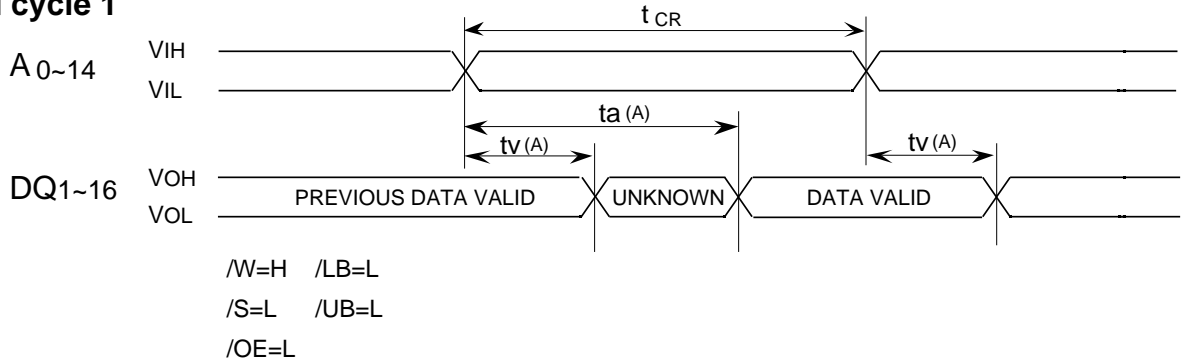 cycle 1
t CR
A 0~14
VIH
VIL
ta (A)
tv (A)
tv (A)
DQ1~16
VOH
VOL
PREVIOUS DATA VALID
UNKNOWN
DATA VALID
/W=H /LB=L
/S=L /UB=L
/OE=L